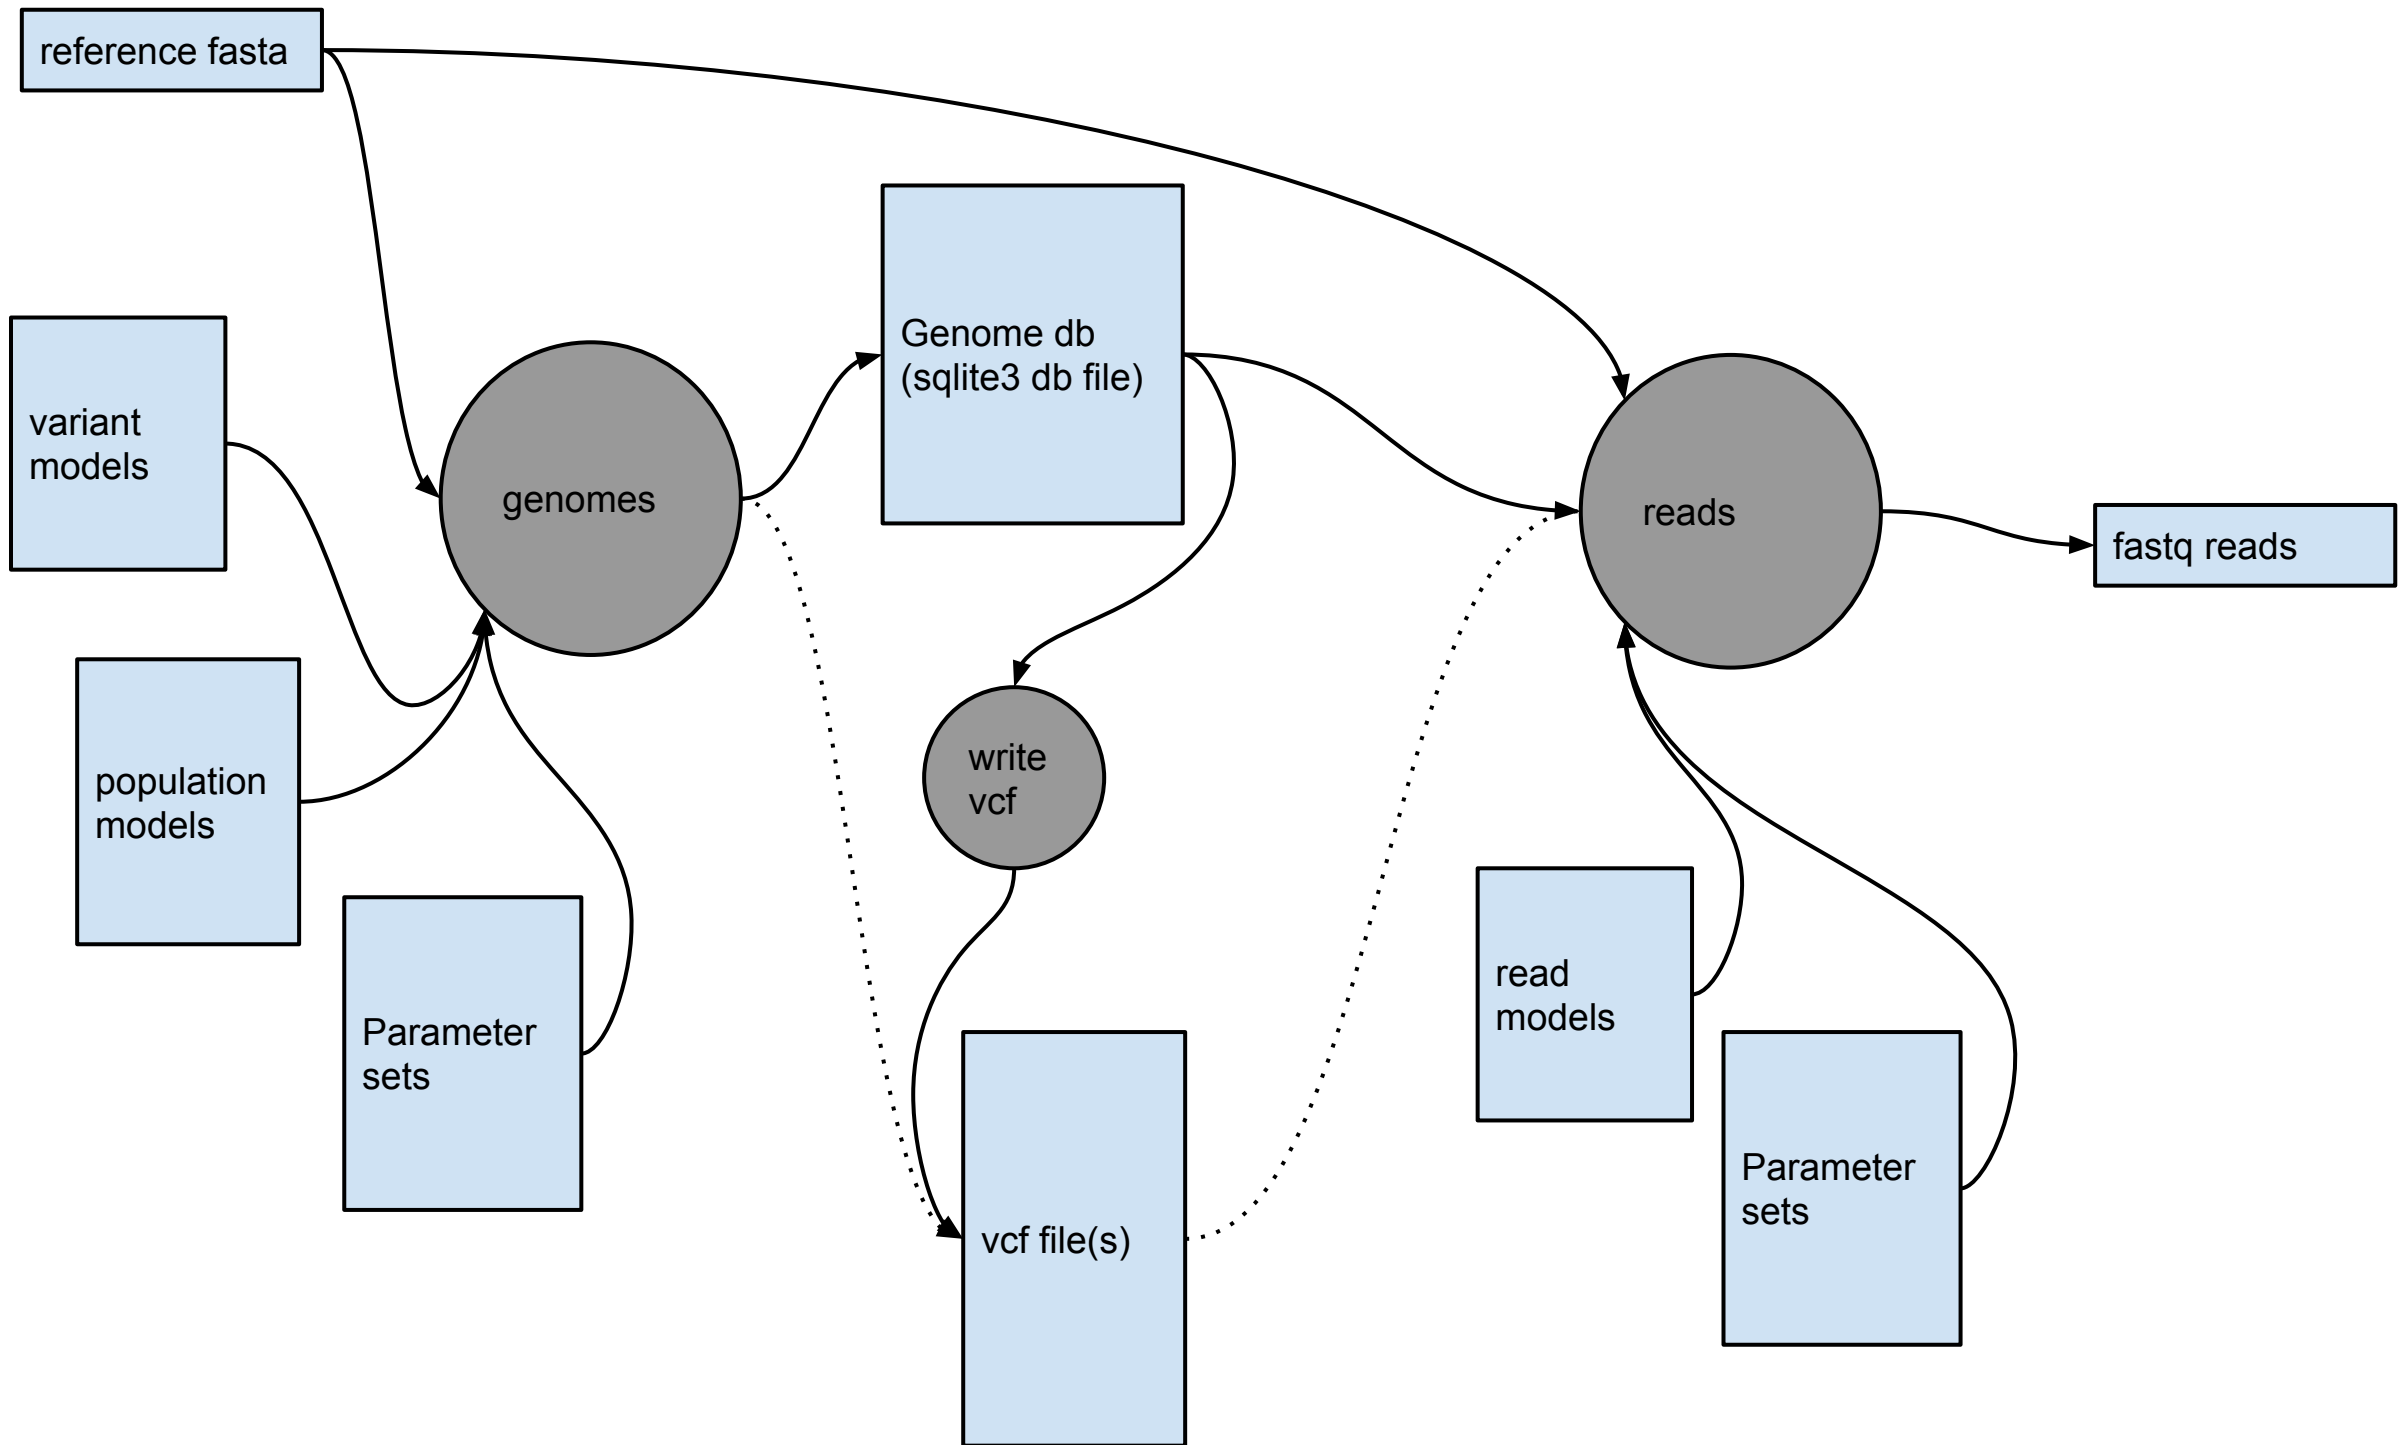 reference fasta
Genome db
(sqlite3 db file)
variant
models
genomes
reads
fastq reads
population
models
write
vcf
Parameter
sets
read
models
Parameter
sets
vcf file(s)